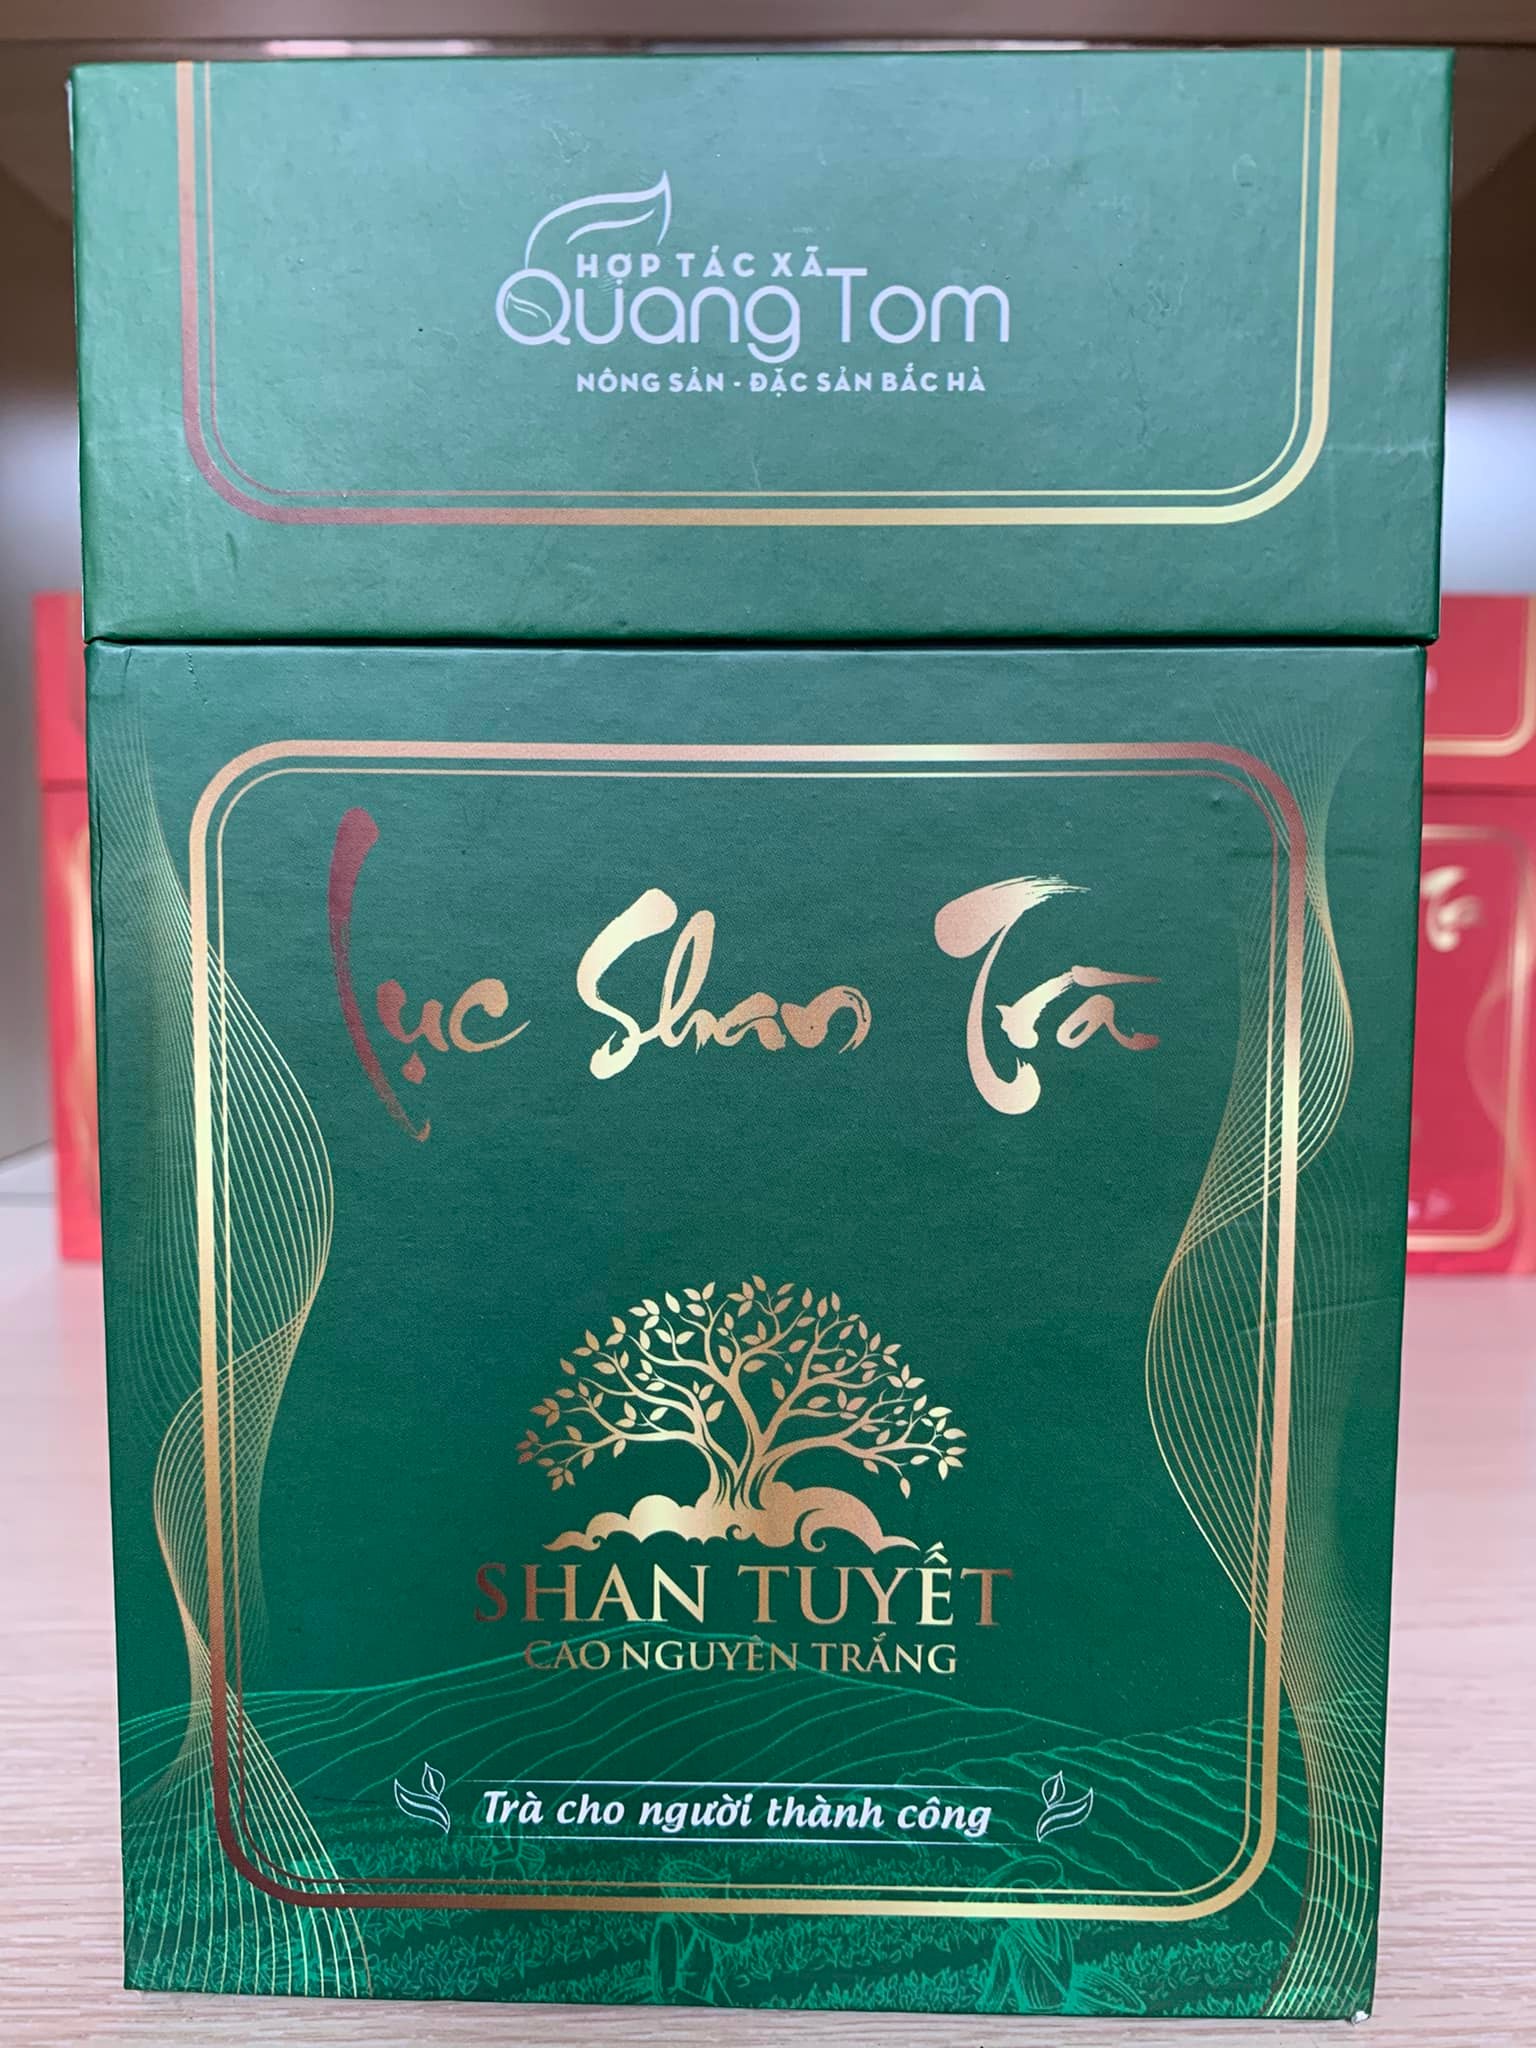 HỢP TÁC XÃ
Quang Tom
NÔNG SẢN - ĐẶC SẢN BẮC HÀ
Lục Shan Trà
SHAN TUYẾT
CAO NGUYÊN TRẮNG
Trà cho người thành công